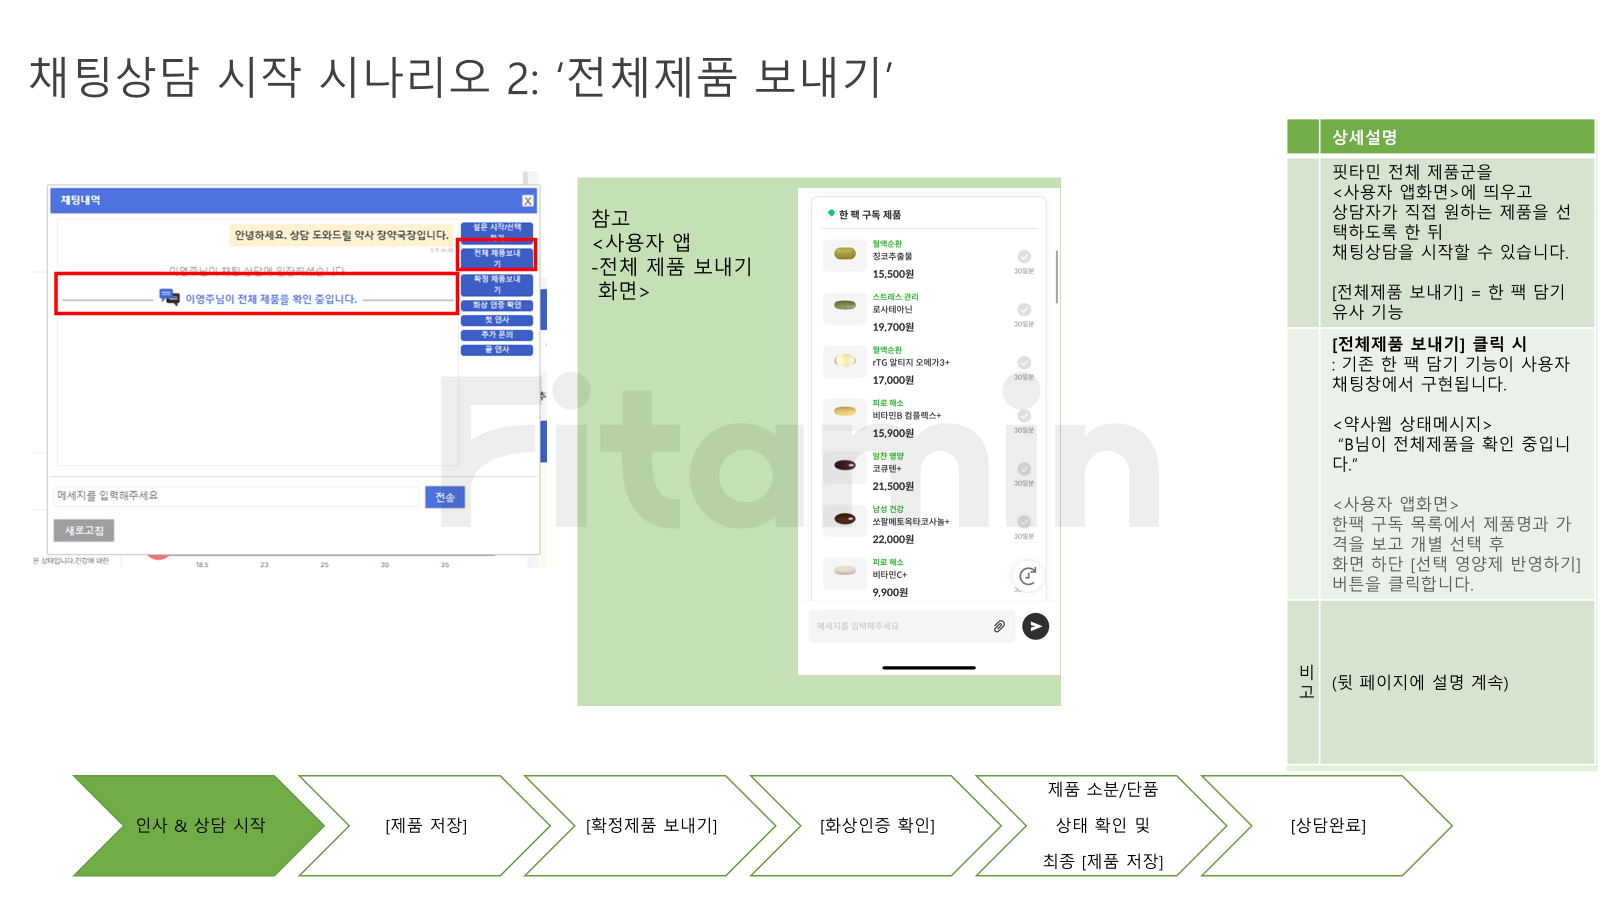 채팅상담 시작 시나리오 2: ‘전체제품 보내기’
채팅내역
X
안녕하세요. 상담 도와드릴 약사 장약국장입니다.
이영주님이 채팅 상담에 입장하셨습니다.
이영주님이 전체 제품을 확인 중입니다.
설문 시작/선택
하기
전체 제품보내
기
확정 제품보내
기
화상 인증 확인
첫 인사
추가 문의
끝 인사
메세지를 입력해주세요
전송
새로고침
은 상태입니다.건강에 대한
18.5
23
25
30
35
참고
<사용자 앱
-전체 제품 보내기
화면>
한 팩 구독 제품
혈액순환
징코추출물
15,500원
30일분
스트레스 관리
로사테아닌
19,700원
30일분
혈액순환
rTG 알티지 오메가3+
17,000원
30일분
피로 해소
비타민B 컴플렉스+
15,900원
30일분
알찬 영양
코큐텐+
21,500원
30일분
남성 건강
쏘팔메토옥타코사놀+
22,000원
30일분
피로 해소
비타민C+
9,900원
메세지를 입력해주세요
Fitamin
상세설명
핏타민 전체 제품군을
<사용자 앱화면>에 띄우고
상담자가 직접 원하는 제품을 선
택하도록 한 뒤
채팅상담을 시작할 수 있습니다.
[전체제품 보내기] = 한 팩 담기
유사 기능
[전체제품 보내기] 클릭 시
: 기존 한 팩 담기 기능이 사용자
채팅창에서 구현됩니다.
<약사웹 상태메시지>
“B님이 전체제품을 확인 중입니
다.“
<사용자 앱화면>
한팩 구독 목록에서 제품명과 가
격을 보고 개별 선택 후
화면 하단 [선택 영양제 반영하기]
버튼을 클릭합니다.
비
고
(뒷 페이지에 설명 계속)
인사 & 상담 시작
[제품 저장]
[확정제품 보내기]
[화상인증 확인]
제품 소분/단품
상태 확인 및
최종 [제품 저장]
[상담완료]